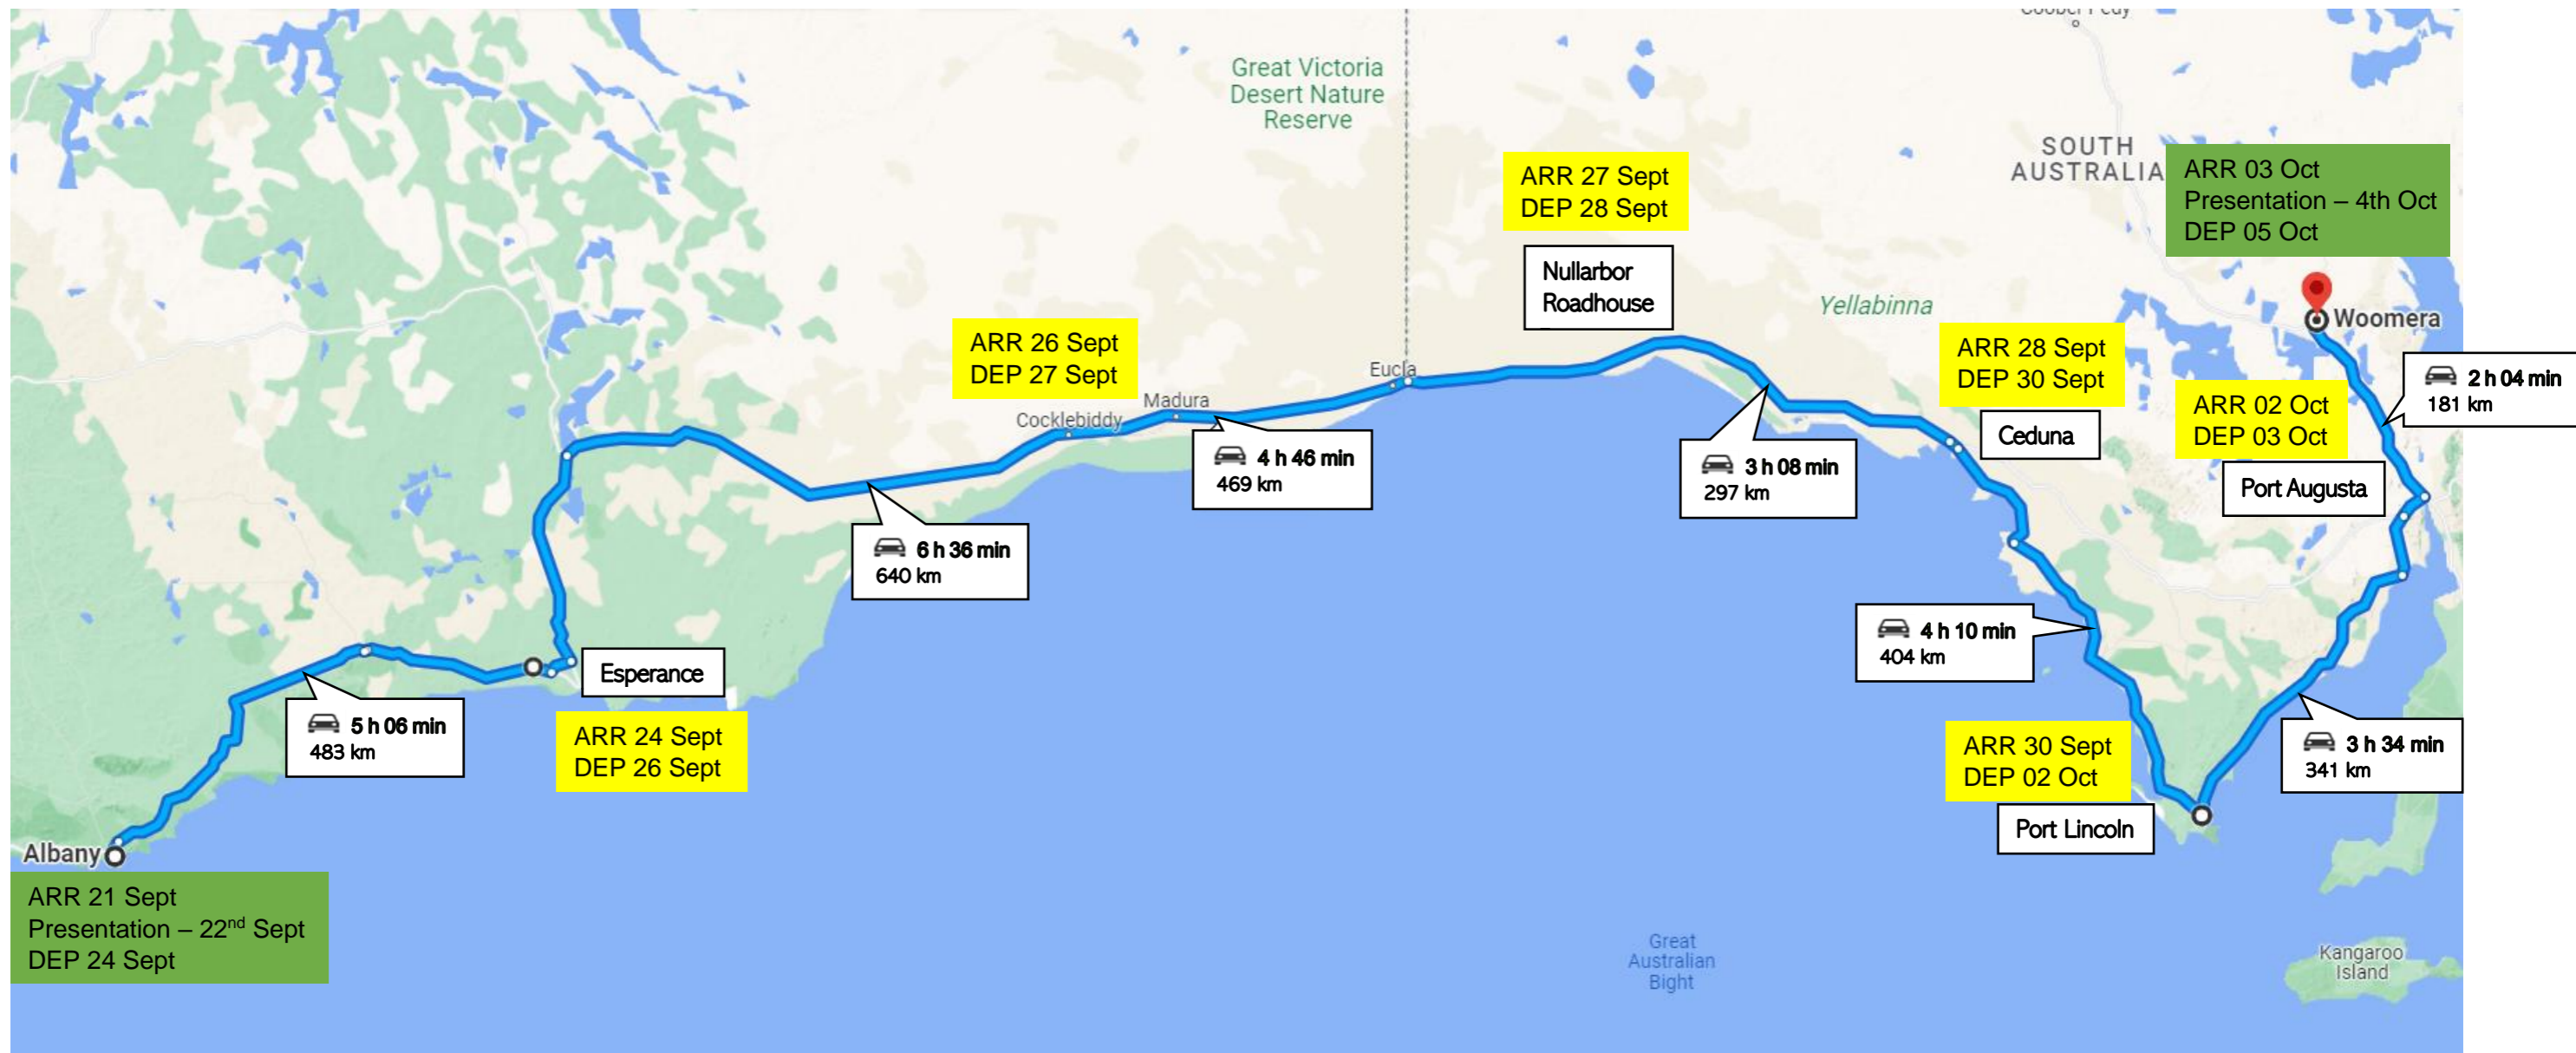 Coober Pedy
Great Victoria
Desert Nature
Reserve
SOUTH
AUSTRALIA
ARR 03 Oct
Presentation – 4th Oct
DEP 05 Oct
ARR 27 Sept
DEP 28 Sept
Nullarbor
Roadhouse
Yellabinna
Woomera
ARR 26 Sept
DEP 27 Sept
ARR 28 Sept
DEP 30 Sept
Ceduna
2 h 04 min
181 km
Eucla
Madura
Cocklebiddy
ARR 02 Oct
DEP 03 Oct
Port Augusta
4 h 46 min
469 km
3 h 08 min
297 km
6 h 36 min
640 km
4 h 10 min
404 km
Esperance
ARR 24 Sept
DEP 26 Sept
5 h 06 min
483 km
ARR 30 Sept
DEP 02 Oct
Port Lincoln
3 h 34 min
341 km
Albany
ARR 21 Sept
Presentation – 22nd Sept
DEP 24 Sept
Great
Australian
Bight
Kangaroo
Island